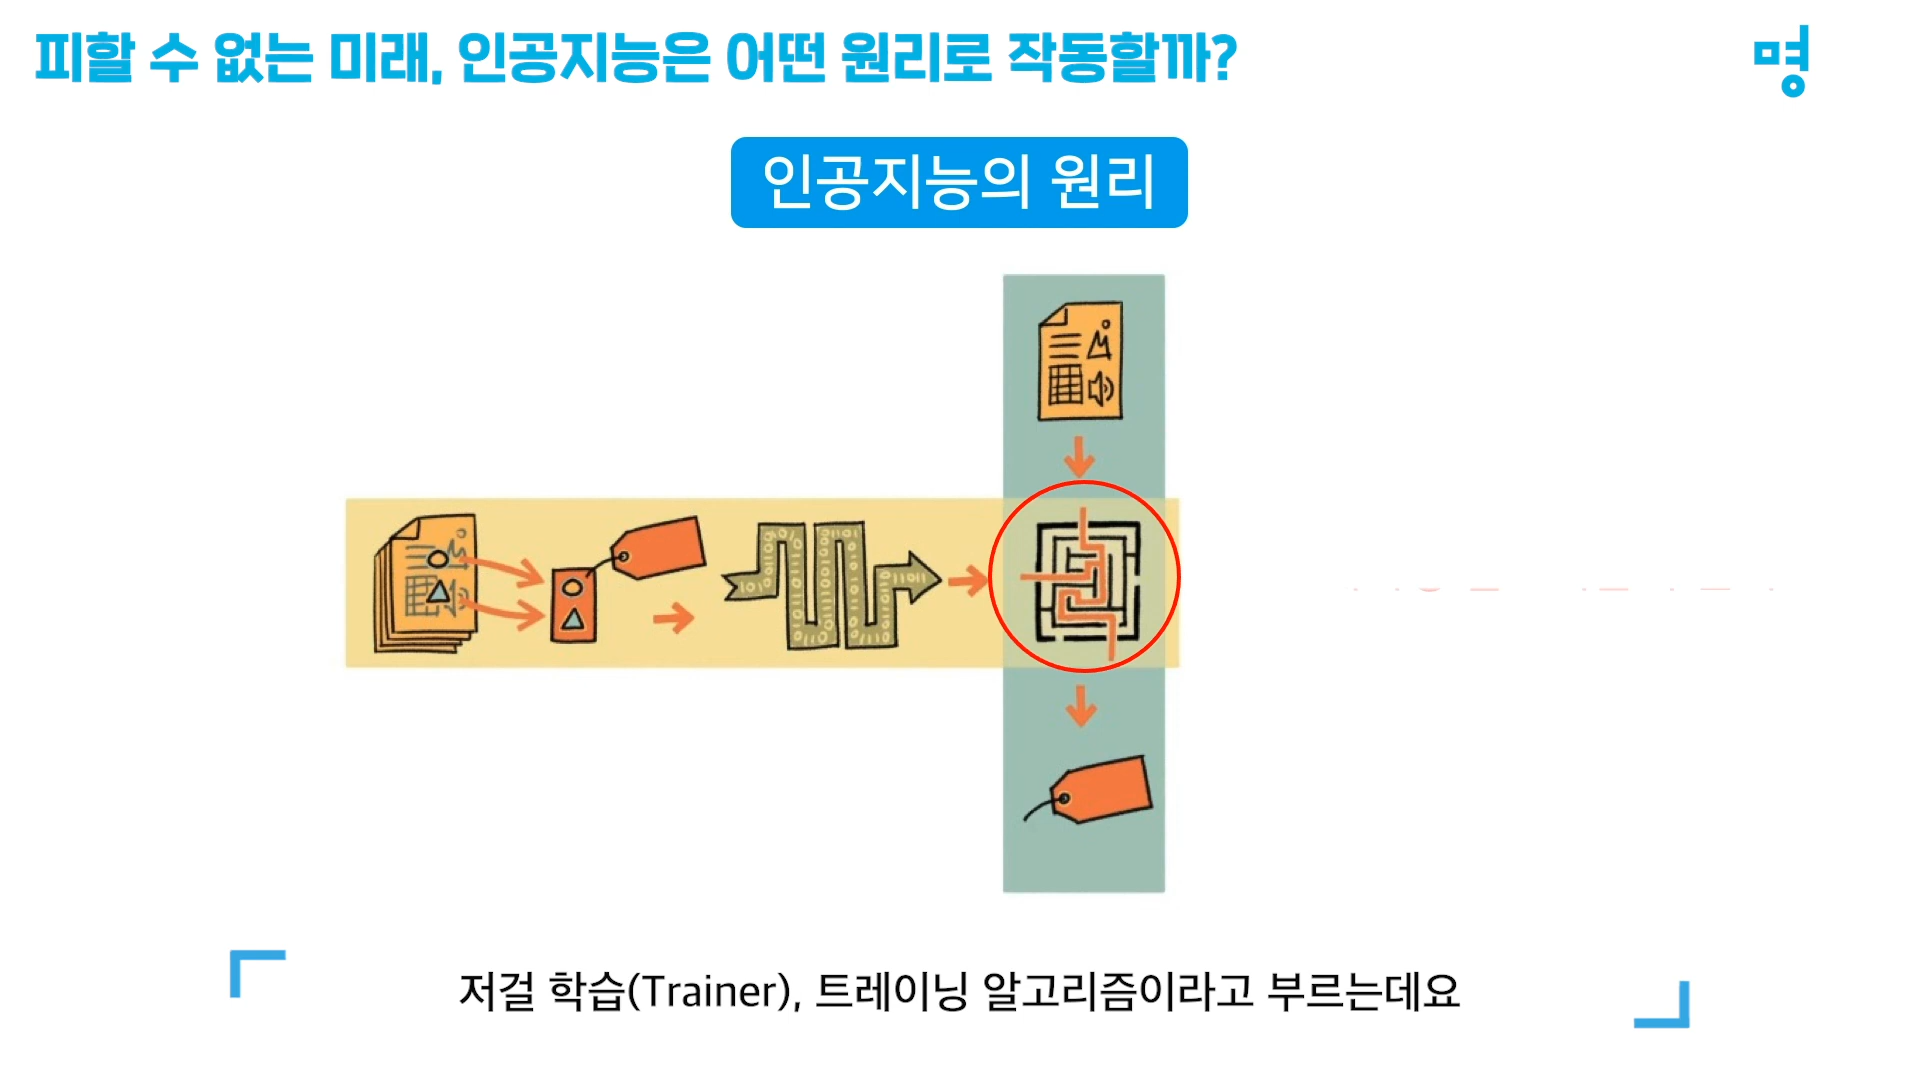 피할 수 없는 미래, 인공지능은 어떤 원리로 작동할까?
명
인공지능의 원리
저걸 학습(Trainer), 트레이닝 알고리즘이라고 부르는데요